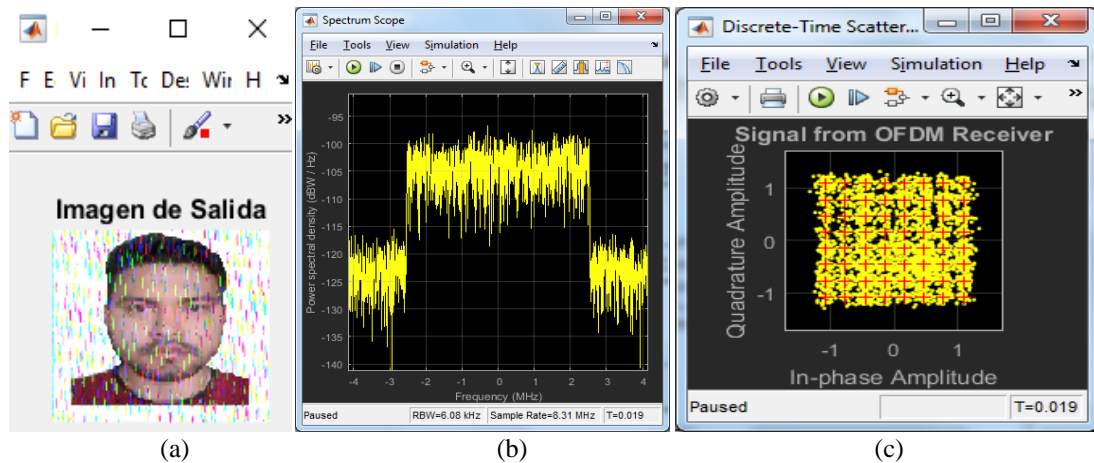 F E Vi In Tc De: Wir H
Imagen de Salida
(a)
Spectrum Scope
File Tools View Simulation Help
Power spectral density (dBW / Hz)
-95
-100
-105
-110
-115
-120
-125
-130
-135
-140
-4 -3 -2 -1 0 1 2 3 4
Frequency (MHz)
Paused RBW=6.08 kHz Sample Rate=8.31 MHz T=0.019
(b)
Discrete-Time Scatter...
File Tools View Simulation Help
Signal from OFDM Receiver
Quadrature Amplitude
1
0
-1
-1 0 1
In-phase Amplitude
Paused T=0.019
(c)